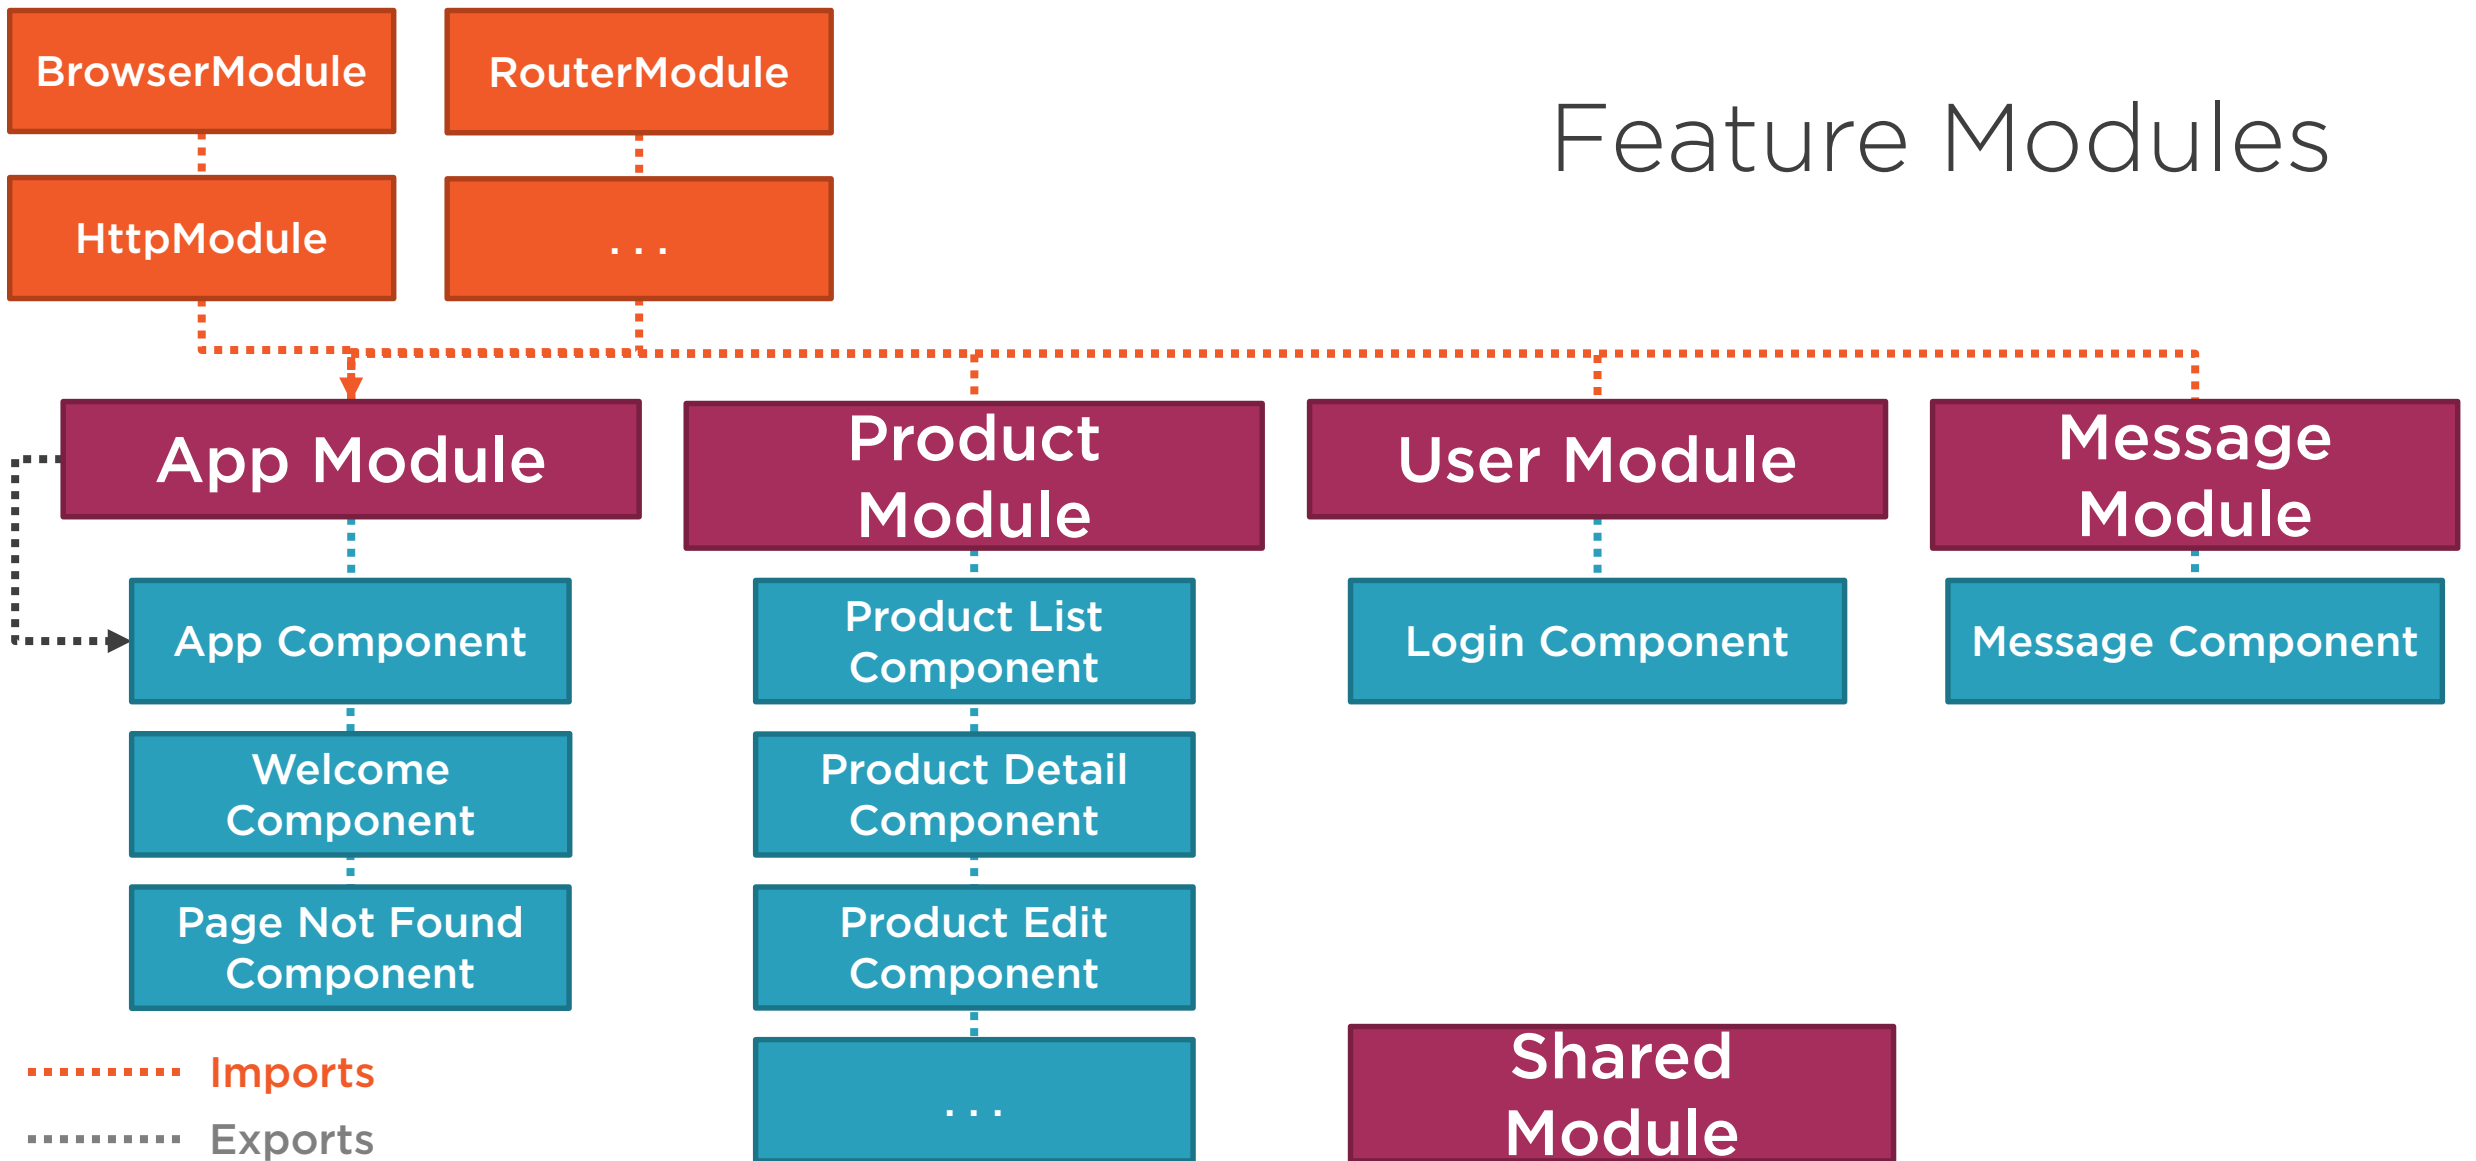 BrowserModule
RouterModule
Feature Modules
HttpModule
. . .
App Module
Product
Module
User Module
Message
Module
App Component
Product List
Component
Login Component
Message Component
Welcome
Component
Product Detail
Component
Page Not Found
Component
Product Edit
Component
Imports
Exports
. . .
Shared
Module